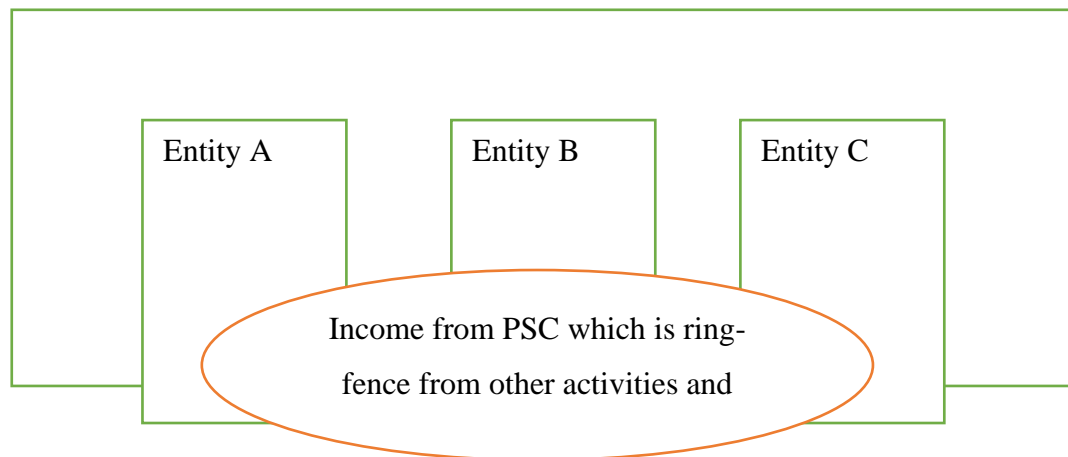 Entity A
Entity B
Entity C
Income from PSC which is ring-
fence from other activities and